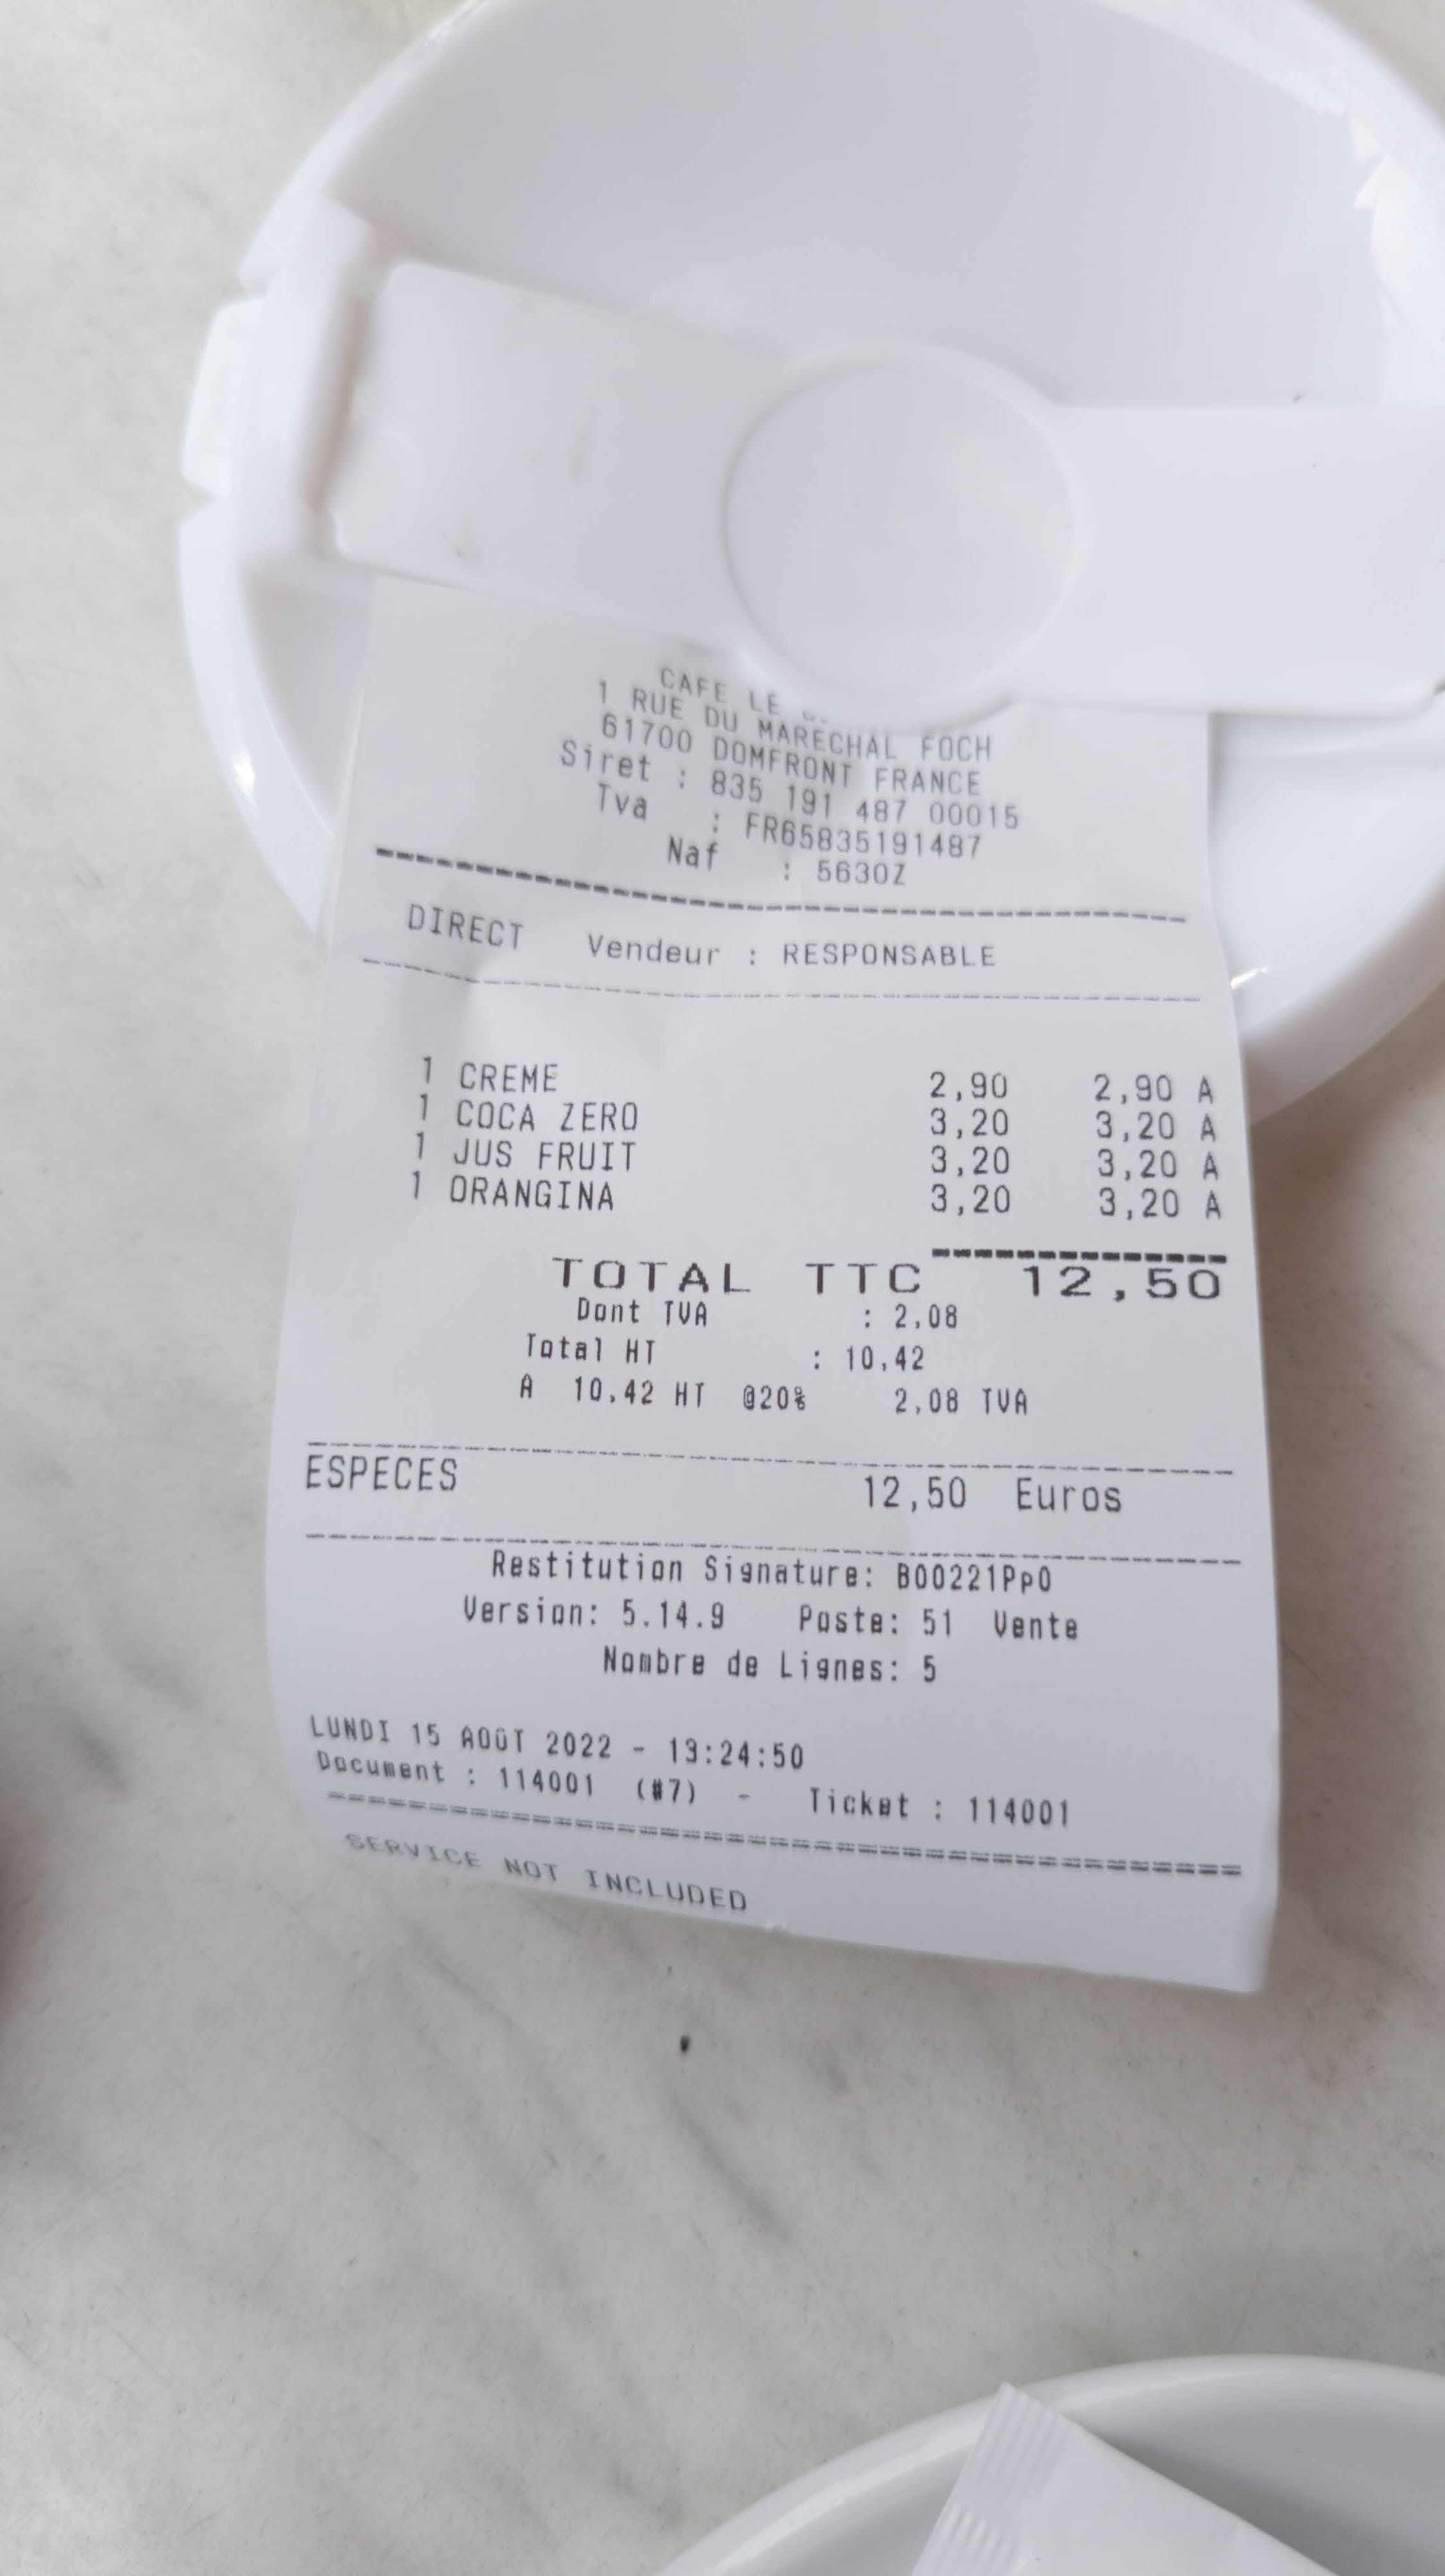 CAFE LE
1 RUE DU MARECHAL FOCH
61700 DOMFRONT FRANCE
Siret : 835 191 487 00015
Tva : FR65835191487
Naf : 5630Z
DIRECT Vendeur : RESPONSABLE
1 CREME 2,90 2,90 A
1 COCA ZERO 3,20 3,20 A
1 JUS FRUIT 3,20 3,20 A
1 ORANGINA 3,20 3,20 A
TOTAL TTC 12,50
Dont TVA : 2,08
Total HT : 10,42
A 10,42 HT @20% 2,08 TVA
ESPECES 12,50 Euros
Restitution Signature: B00221Pp0
Version: 5.14.9 Poste: 51 Vente
Nombre de Lignes: 5
LUNDI 15 AOÛT 2022 - 13:24:50
Document : 114001 (#7) - Ticket : 114001
SERVICE NOT INCLUDED